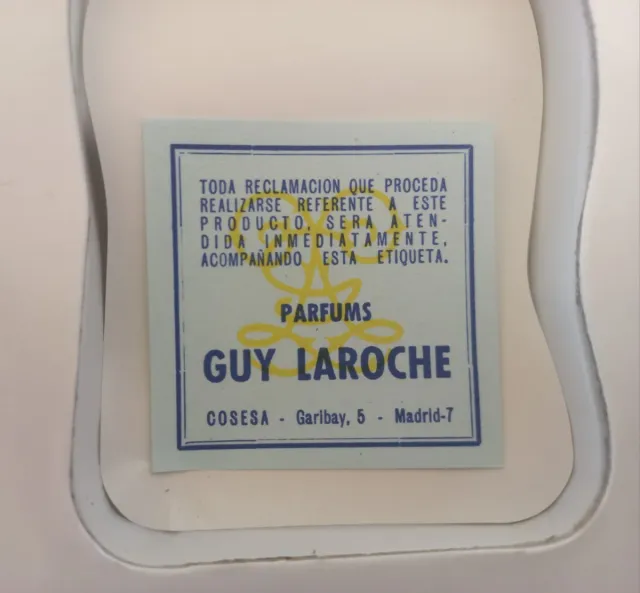 TODA RECLAMACION QUE PROCEDA
REALIZARSE REFERENTE A ESTE
PRODUCTO, SERA ATEN-
DIDA INMEDIATAMENTE,
ACOMPAÑANDO ESTA ETIQUETA.
PARFUMS
GUY LAROCHE
COSESA - Garibay, 5 - Madrid-7